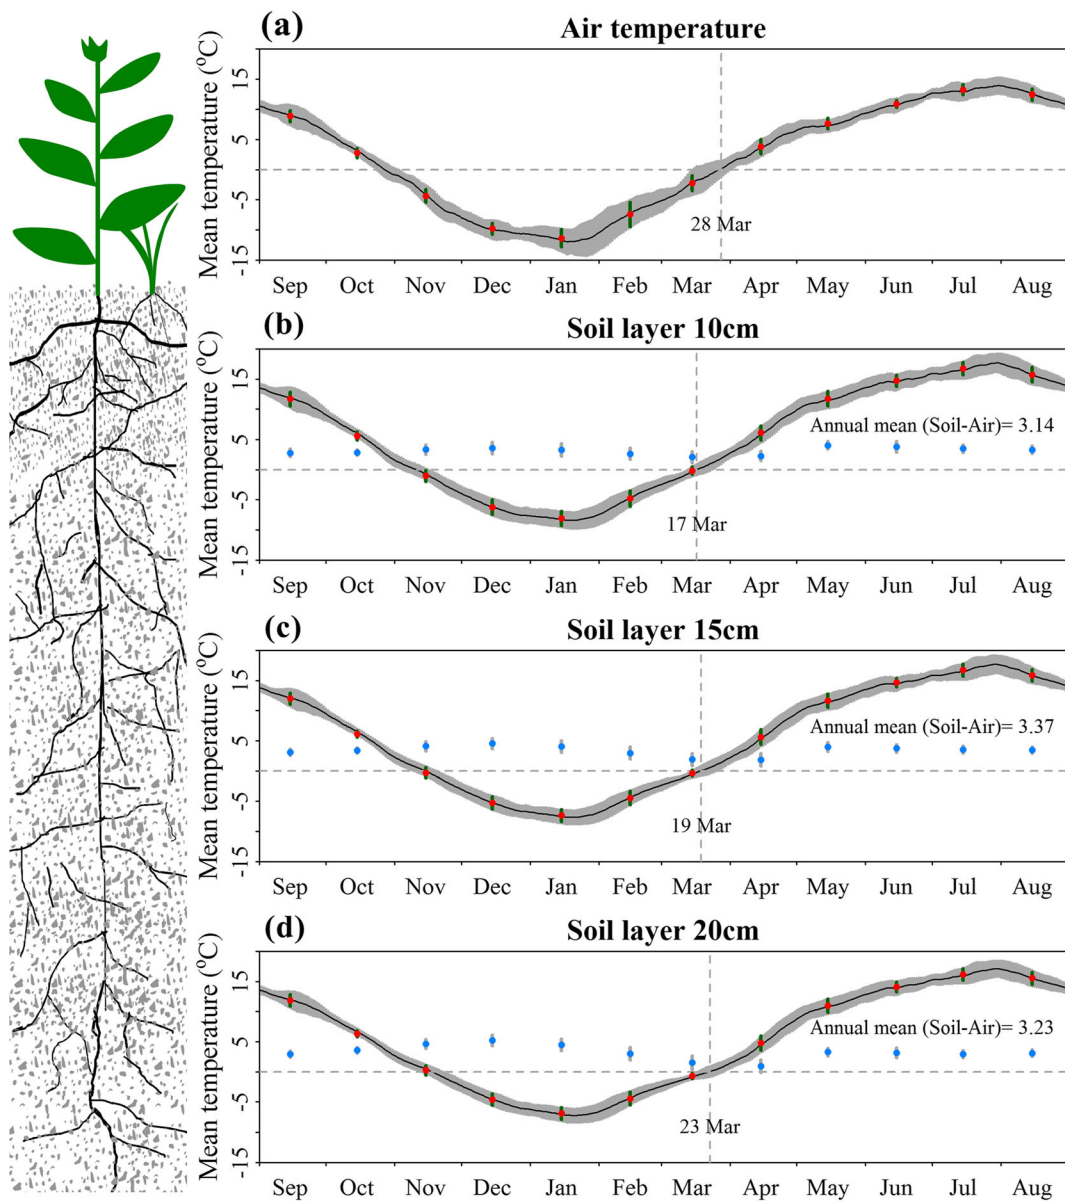 (a) Air temperature
Mean temperature (°C)
15
5
-5
-15
28 Mar
Sep Oct Nov Dec Jan Feb Mar Apr May Jun Jul Aug
(b) Soil layer 10cm
Mean temperature (°C)
15
5
-5
-15
Annual mean (Soil-Air)= 3.14
17 Mar
Sep Oct Nov Dec Jan Feb Mar Apr May Jun Jul Aug
(c) Soil layer 15cm
Mean temperature (°C)
15
5
-5
-15
Annual mean (Soil-Air)= 3.37
19 Mar
Sep Oct Nov Dec Jan Feb Mar Apr May Jun Jul Aug
(d) Soil layer 20cm
Mean temperature (°C)
15
5
-5
-15
Annual mean (Soil-Air)= 3.23
23 Mar
Sep Oct Nov Dec Jan Feb Mar Apr May Jun Jul Aug